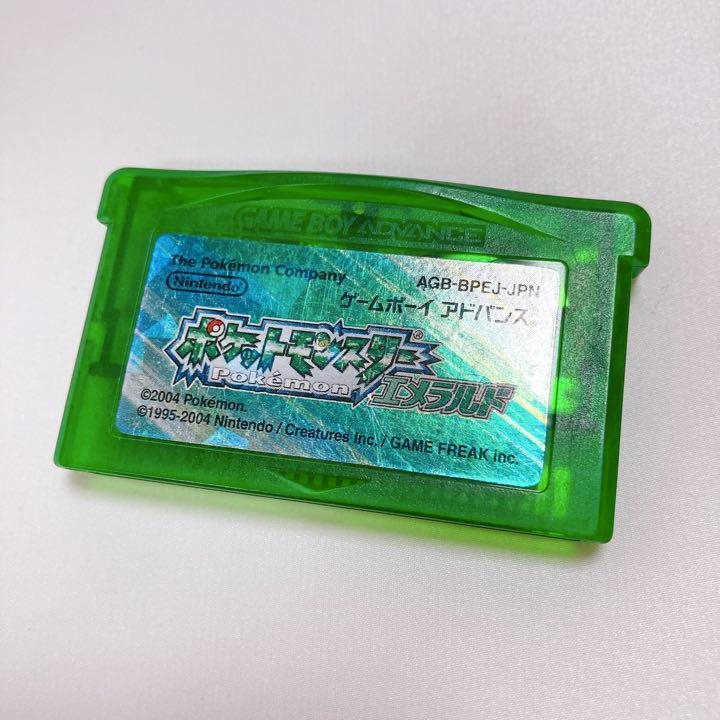 GAME BOY ADVANCE
The Pokémon Company
Nintendo
AGB-BPEJ-JPN
ゲームボーイ アドバンス®
ポケットモンスター®
Pokémon
エメラルド
©2004 Pokémon.
©1995-2004 Nintendo / Creatures inc. / GAME FREAK inc.